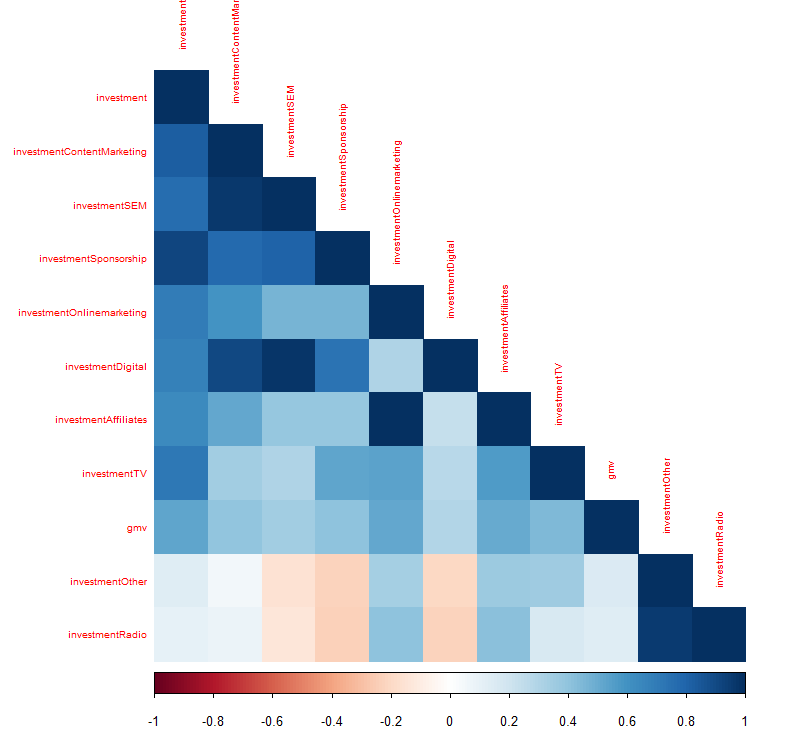 investment
investmentContentMar
investmentSEM
investmentSponsorship
investmentOnlinemarketing
investmentDigital
investmentAffiliates
investmentTV
gmv
investmentOther
investmentRadio
investment
investmentContentMarketing
investmentSEM
investmentSponsorship
investmentOnlinemarketing
investmentDigital
investmentAffiliates
investmentTV
gmv
investmentOther
investmentRadio
-1 -0.8 -0.6 -0.4 -0.2 0 0.2 0.4 0.6 0.8 1